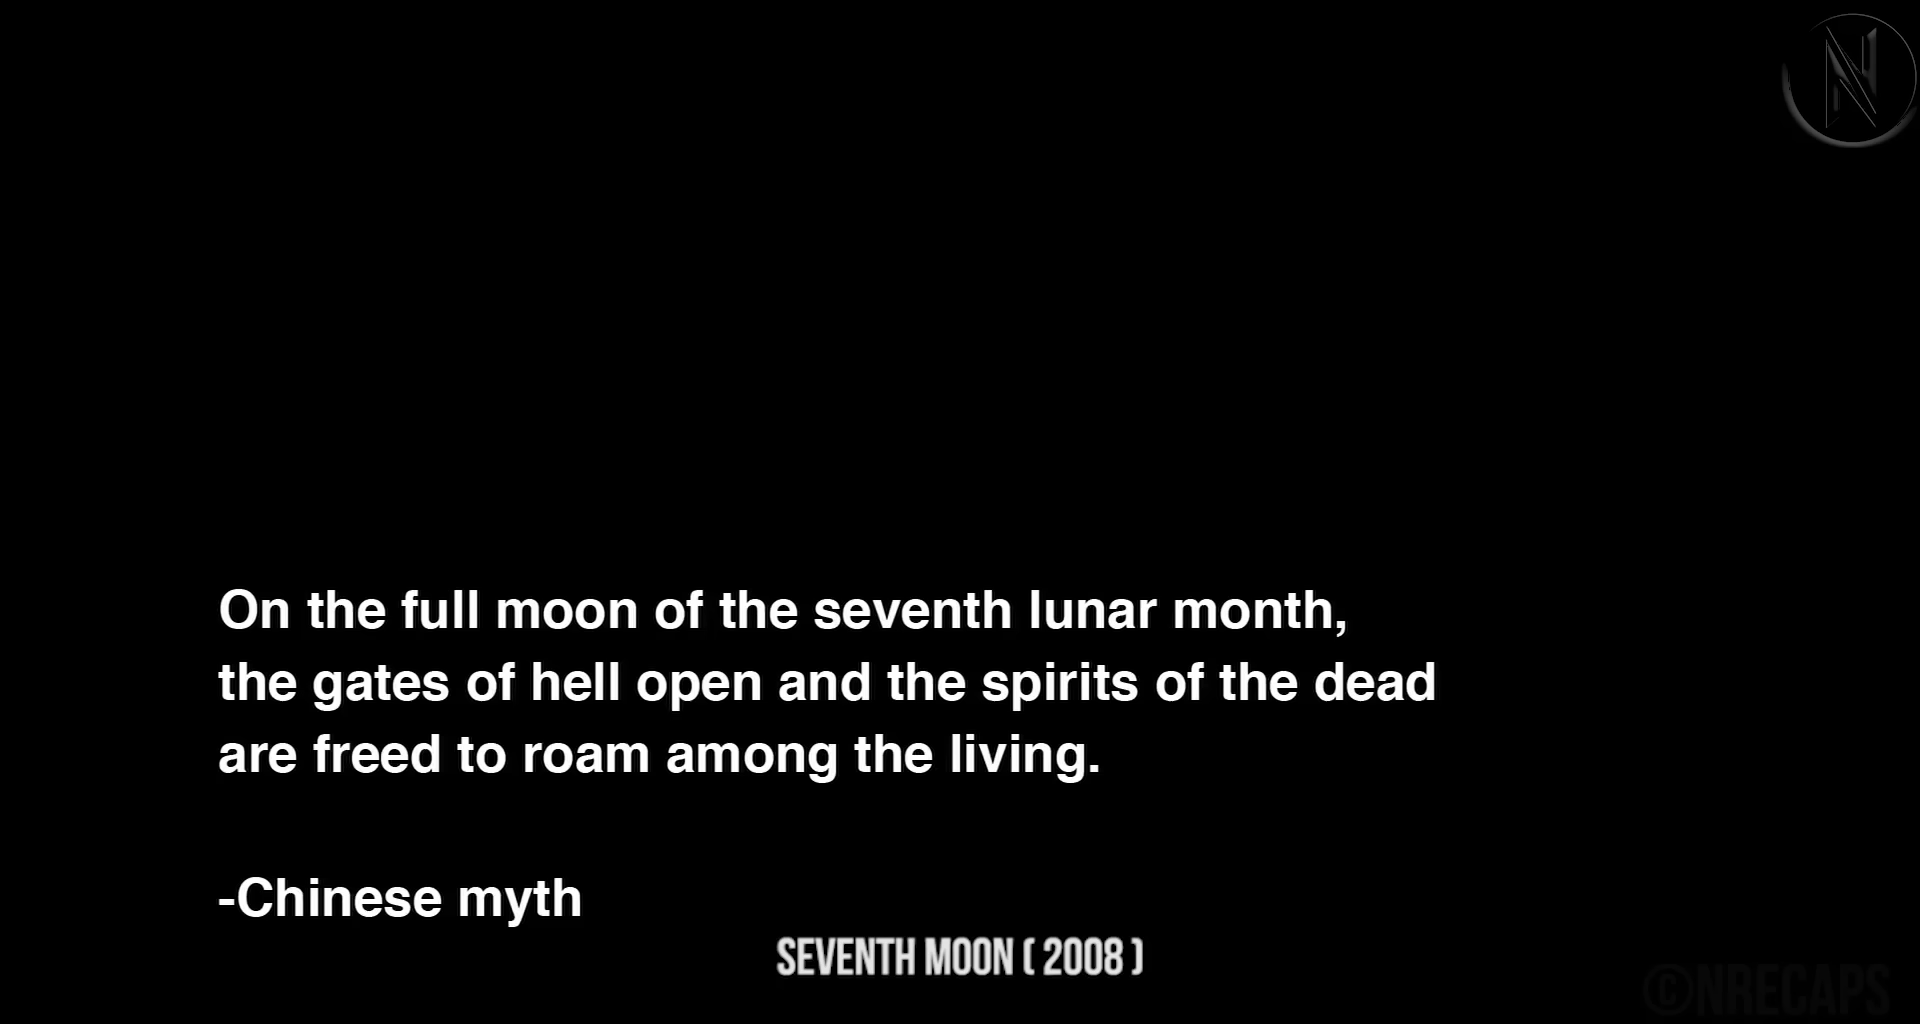 N
On the full moon of the seventh lunar month,
the gates of hell open and the spirits of the dead
are freed to roam among the living.
-Chinese myth
SEVENTH MOON ( 2008 )
©NRECAPS